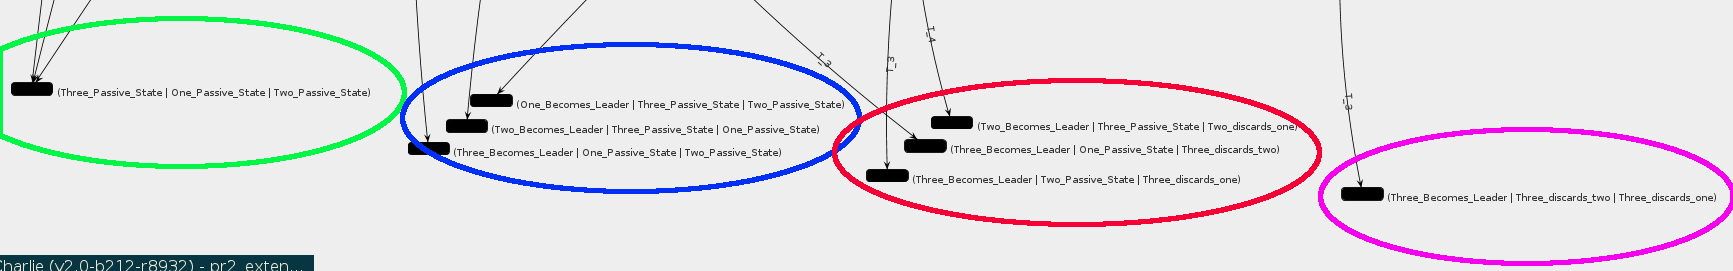 (Three_Passive_State | One_Passive_State | Two_Passive_State)
(One_Becomes_Leader | Three_Passive_State | Two_Passive_State)
(Two_Becomes_Leader | Three_Passive_State | One_Passive_State)
(Three_Becomes_Leader | One_Passive_State | Two_Passive_State)
T_3
T_3
T_4
(Two_Becomes_Leader | Three_Passive_State | Two_discards_one)
(Three_Becomes_Leader | One_Passive_State | Three_discards_two)
(Three_Becomes_Leader | Two_Passive_State | Three_discards_one)
T_3
(Three_Becomes_Leader | Three_discards_two | Three_discards_one)
Charlie (v2.0-b212-r8932) - pr2_exten...